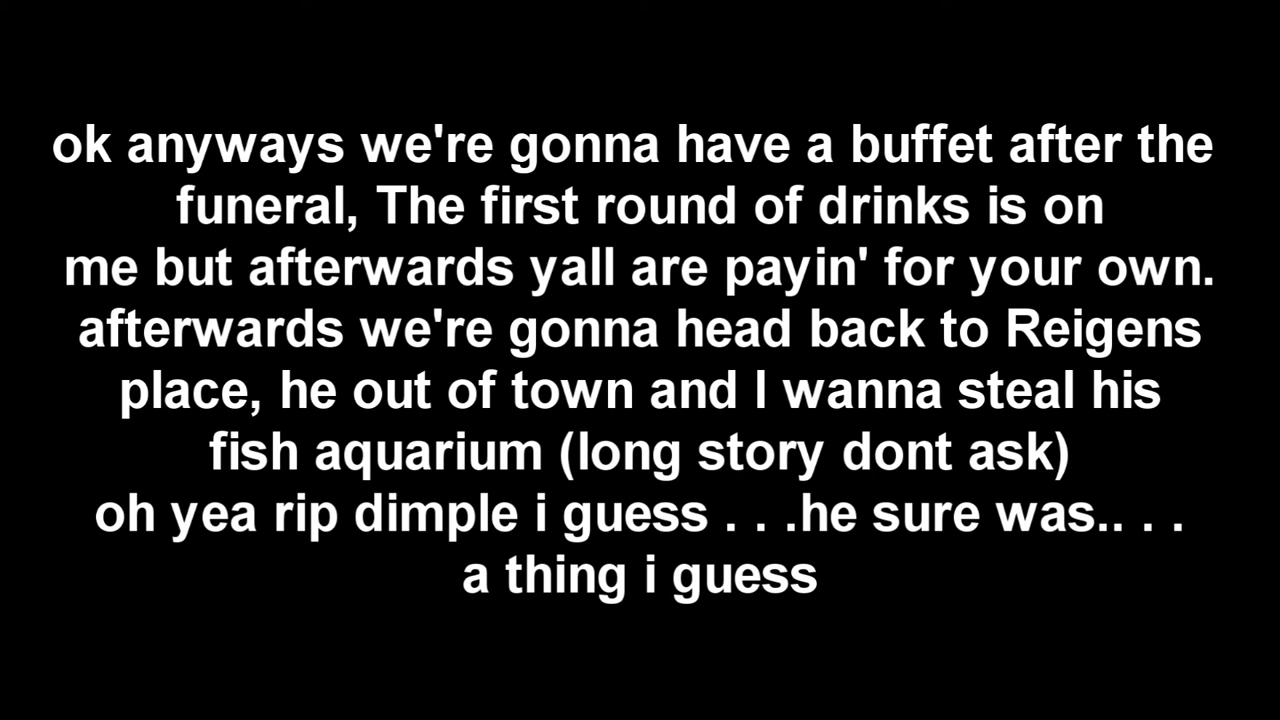 ok anyways we're gonna have a buffet after the
funeral, The first round of drinks is on
me but afterwards yall are payin' for your own.
afterwards we're gonna head back to Reigens
place, he out of town and I wanna steal his
fish aquarium (long story dont ask)
oh yea rip dimple i guess . . .he sure was.. . .
a thing i guess